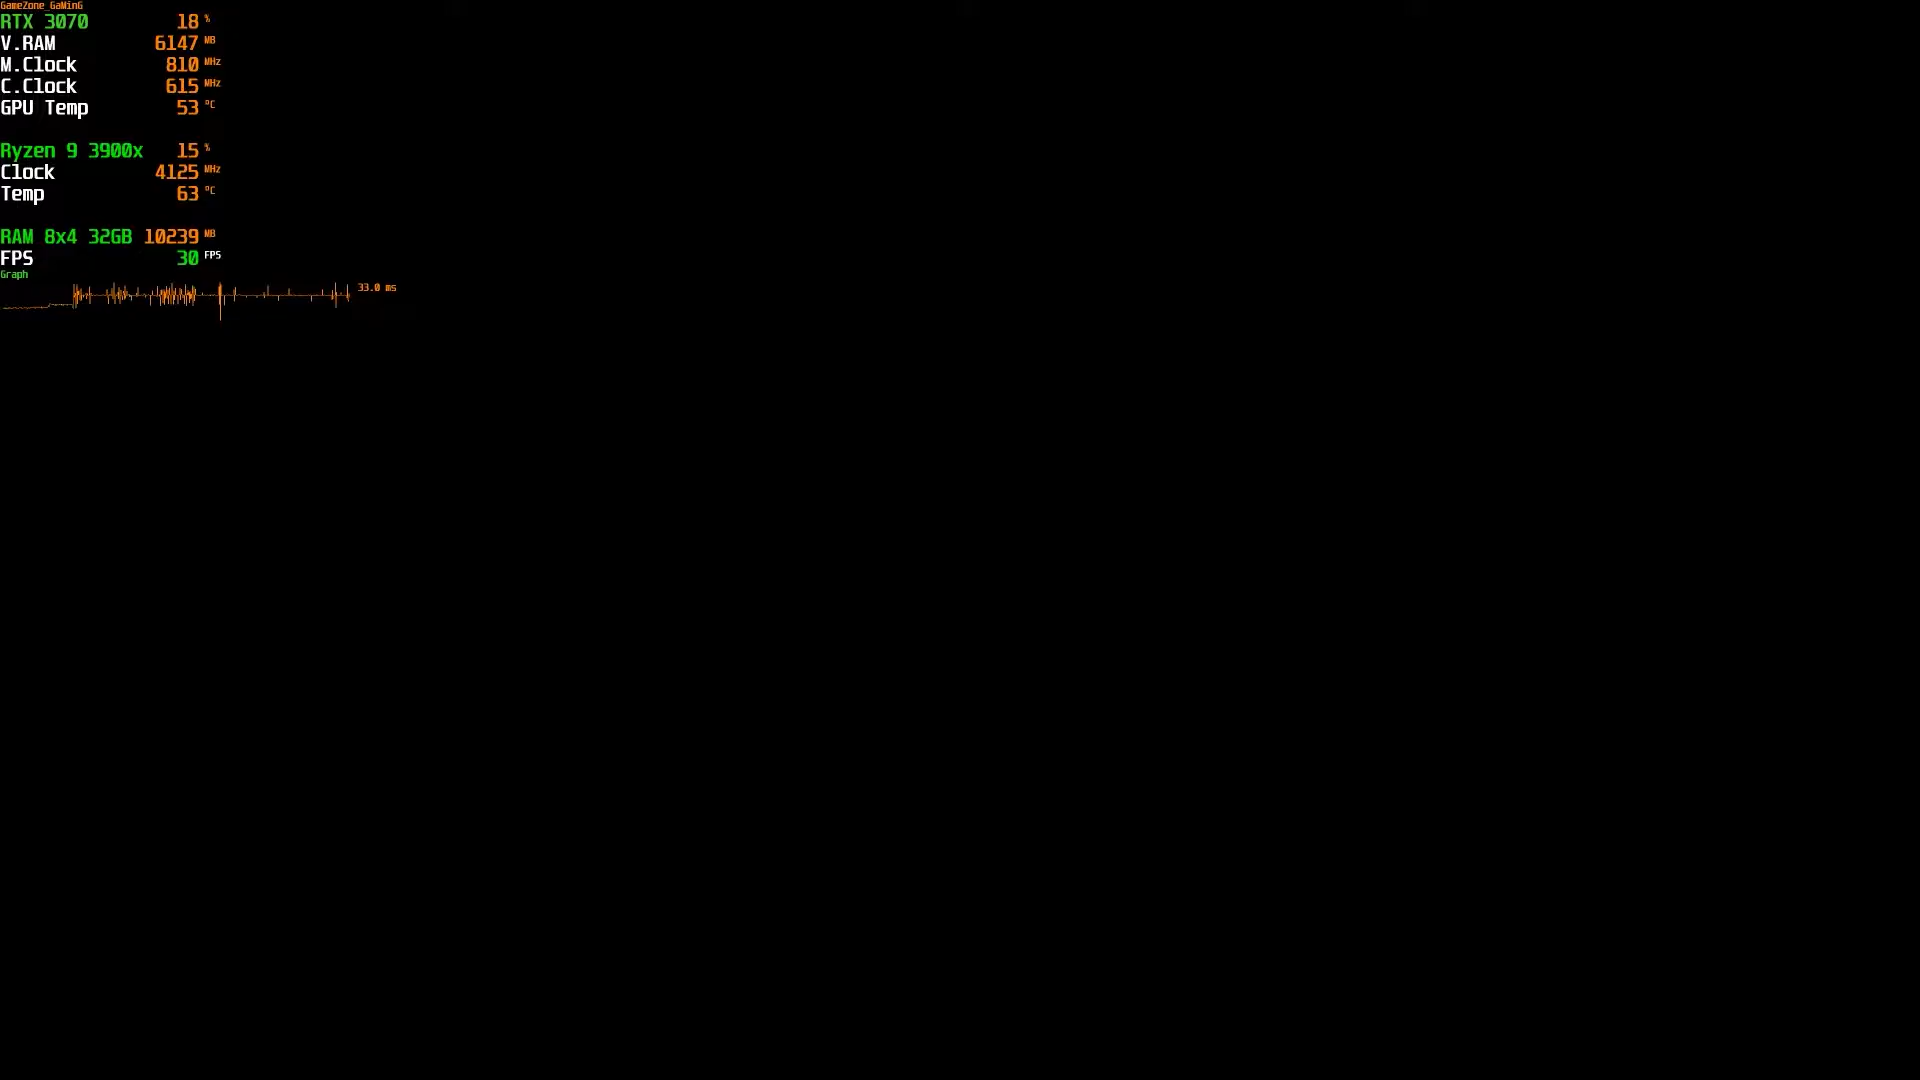 GameZone_GaMinG
RTX 3070 18 %
V.RAM 6147 MB
M.Clock 810 MHz
C.Clock 615 MHz
GPU Temp 53 °C
Ryzen 9 3900x 15 %
Clock 4125 MHz
Temp 63 °C
RAM 8x4 32GB 10239 MB
FPS 30 FPS
Graph
33.0 ms